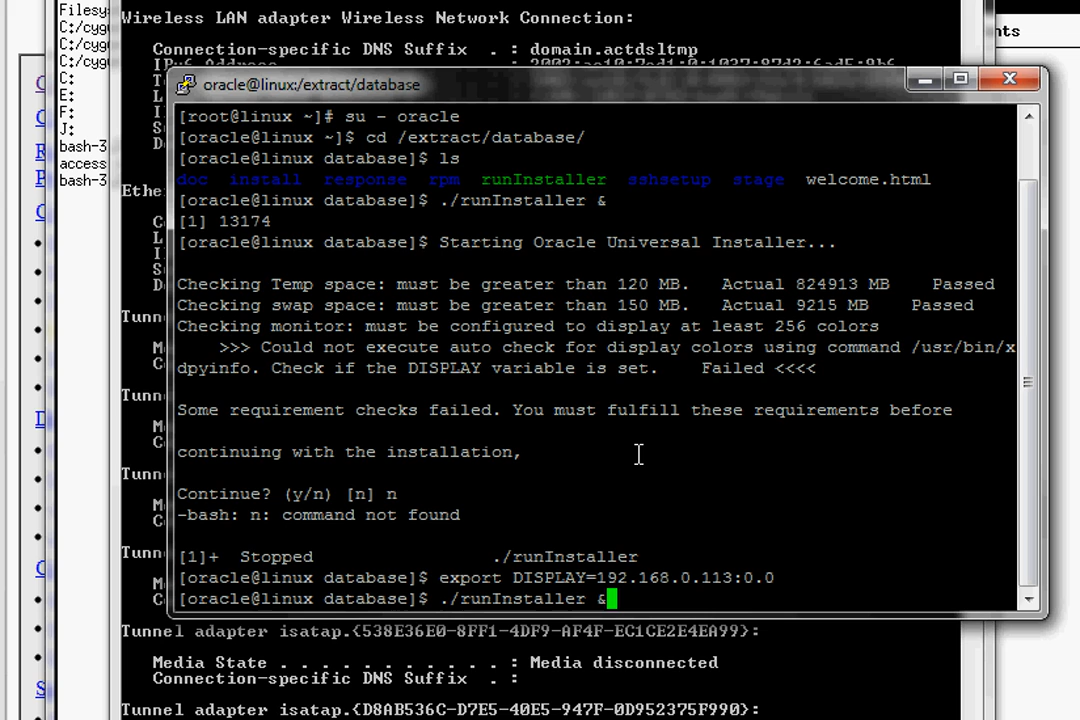 Filesy
C:/cygu
C:/cygu
C:/cygu
C:
E:
F:
J:
bash-3
access
bash-3
nts
Wireless LAN adapter Wireless Network Connection:
Connection-specific DNS Suffix  . : domain.actdsltmp
oracle@linux:/extract/database
[root@linux ~]# su - oracle
[oracle@linux ~]$ cd /extract/database/
[oracle@linux database]$ ls
doc  install  response  rpm  runInstaller  sshsetup  stage  welcome.html
[oracle@linux database]$ ./runInstaller &
[1] 13174
[oracle@linux database]$ Starting Oracle Universal Installer...
Checking Temp space: must be greater than 120 MB.   Actual 824913 MB    Passed
Checking swap space: must be greater than 150 MB.   Actual 9215 MB    Passed
Checking monitor: must be configured to display at least 256 colors
    >>> Could not execute auto check for display colors using command /usr/bin/x
dpyinfo. Check if the DISPLAY variable is set.    Failed <<<<
Some requirement checks failed. You must fulfill these requirements before
continuing with the installation,
Continue? (y/n) [n] n
-bash: n: command not found
[1]+  Stopped                 ./runInstaller
[oracle@linux database]$ export DISPLAY=192.168.0.113:0.0
[oracle@linux database]$ ./runInstaller &
Ethe
Tunn
Tunn
Tunn
Tunn
Tunnel adapter isatap.{538E36E0-8FF1-4DF9-AF4F-EC1CE2E4EA99}:
Media State . . . . . . . . . . . : Media disconnected
Connection-specific DNS Suffix  . :
Tunnel adapter isatap.{D8AB536C-D7E5-40E5-947F-0D952375F990}: